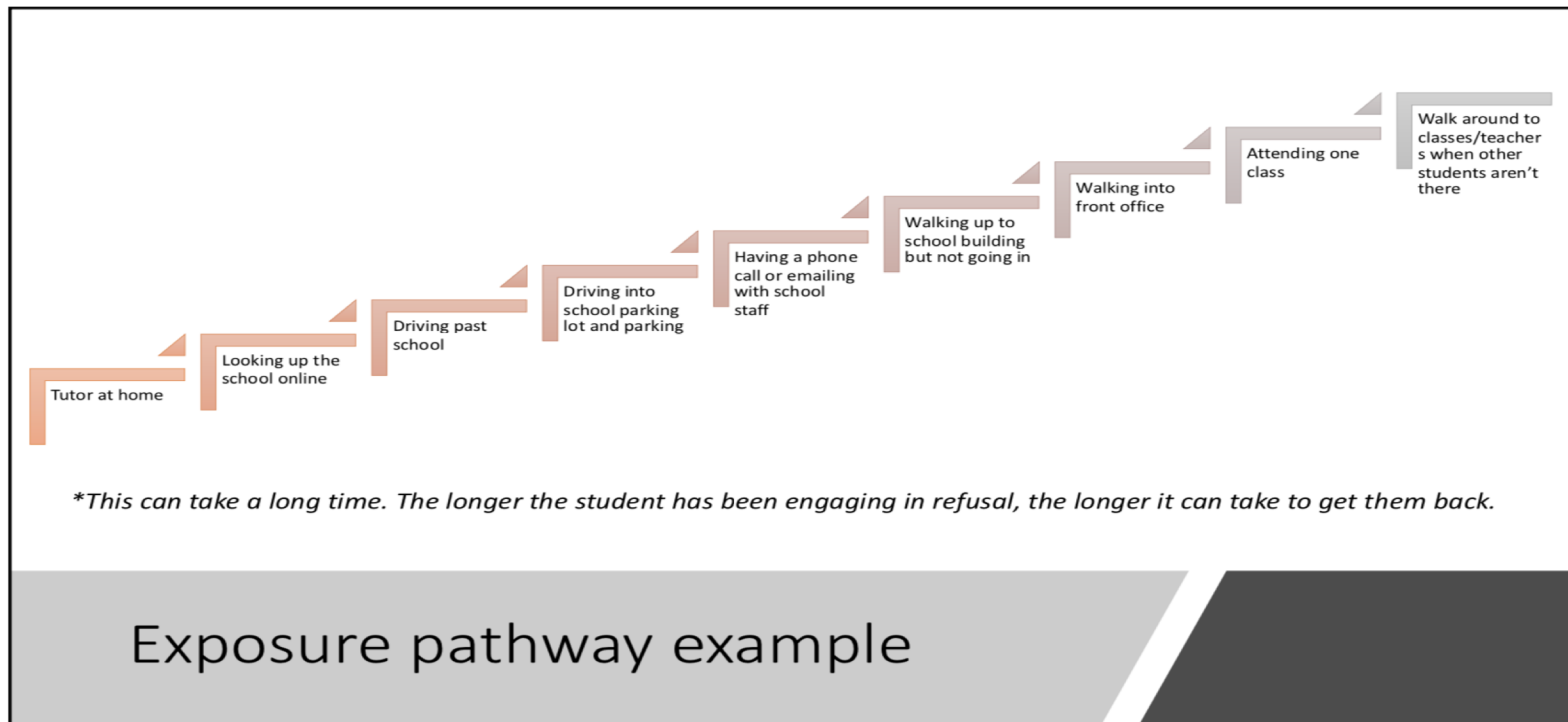 Tutor at home
Looking up the
school online
Driving past
school
Driving into
school parking
lot and parking
Having a phone
call or emailing
with school
staff
Walking up to
school building
but not going in
Walking into
front office
Attending one
class
Walk around to
classes/teacher
s when other
students aren’t
there
*This can take a long time. The longer the student has been engaging in refusal, the longer it can take to get them back.
Exposure pathway example